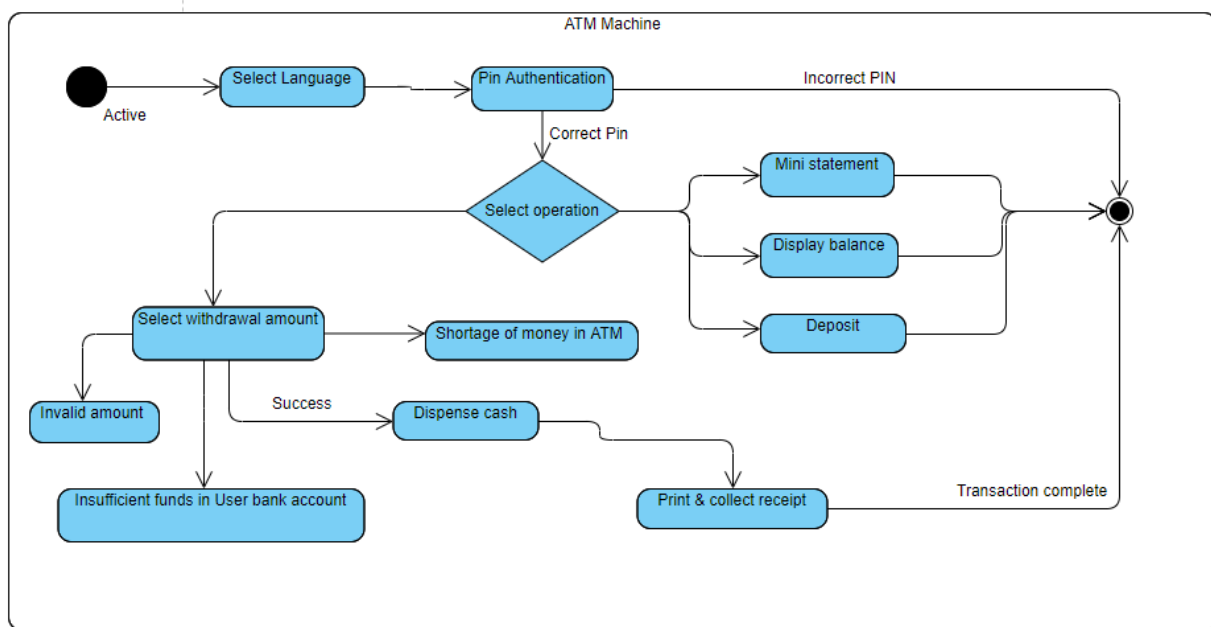 ATM Machine
Select Language
Pin Authentication
Incorrect PIN
Active
Correct Pin
Mini statement
Select operation
Display balance
Select withdrawal amount
Shortage of money in ATM
Deposit
Invalid amount
Success
Dispense cash
Insufficient funds in User bank account
Print & collect receipt
Transaction complete